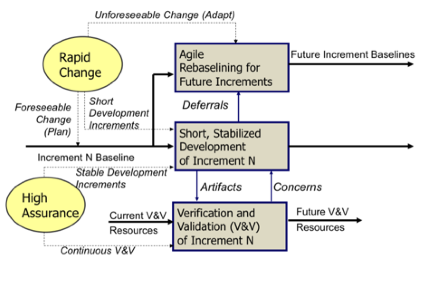 Unforeseeable Change (Adapt)
Rapid
Change
Agile
Rebaselining for
Future Increments
Future Increment Baselines
Foreseeable
Change
(Plan)
Short
Development
Increments
Deferrals
Short, Stabilized
Development
of Increment N
Increment N Baseline
Stable Development
Increments
Artifacts
Concerns
High
Assurance
Current V&V
Resources
Verification and
Validation (V&V)
of Increment N
Future V&V
Resources
Continuous V&V